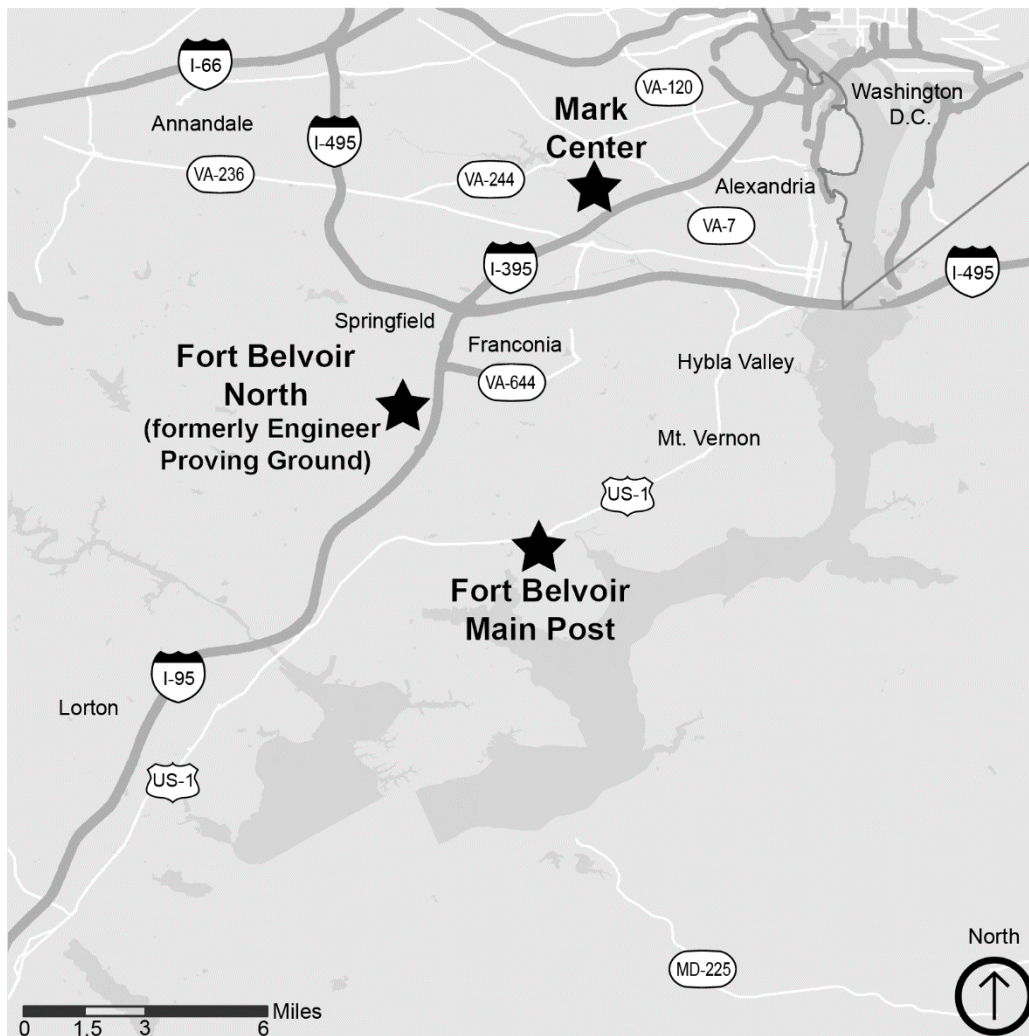 I-66
VA-120
Washington
D.C.
Annandale
I-495
Mark
Center
VA-236
VA-244
Alexandria
VA-7
I-395
I-495
Springfield
Franconia
VA-644
Hybla Valley
Fort Belvoir
North
(formerly Engineer
Proving Ground)
Mt. Vernon
US-1
Fort Belvoir
Main Post
I-95
Lorton
US-1
North
MD-225
Miles
0 1.5 3 6